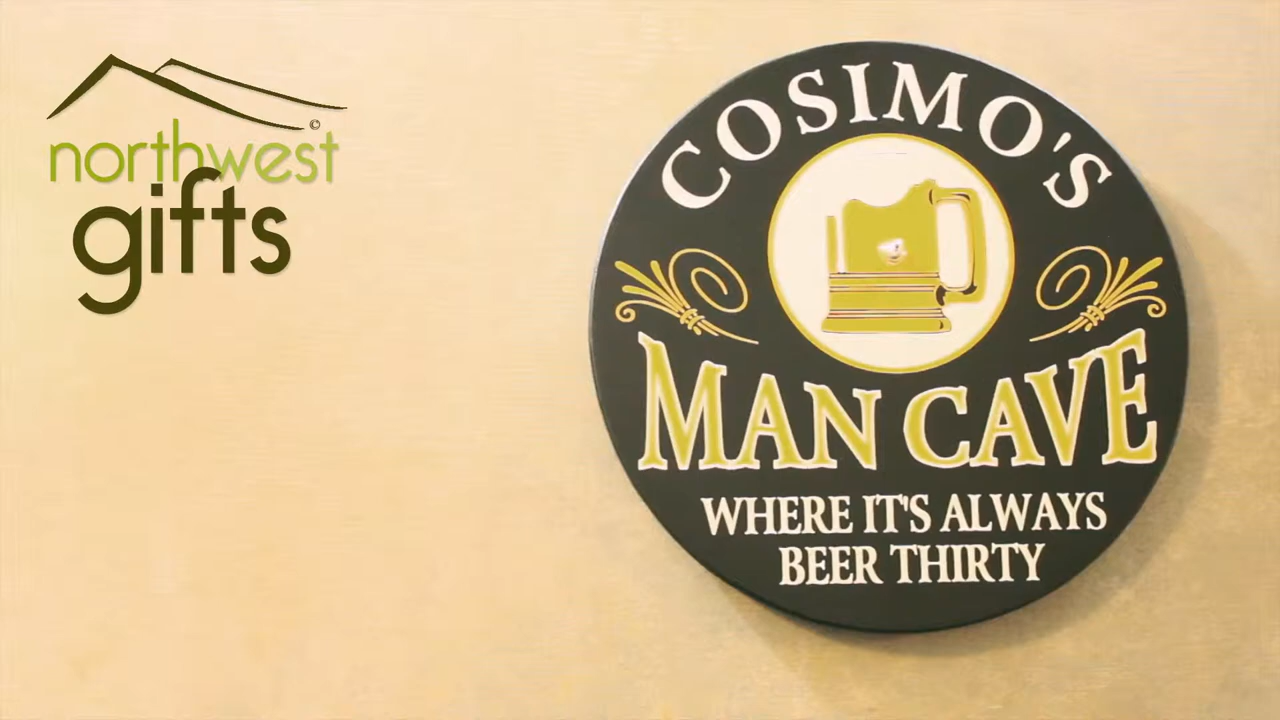 northwest
gifts
©
COSIMO'S
MAN CAVE
WHERE IT'S ALWAYS
BEER THIRTY